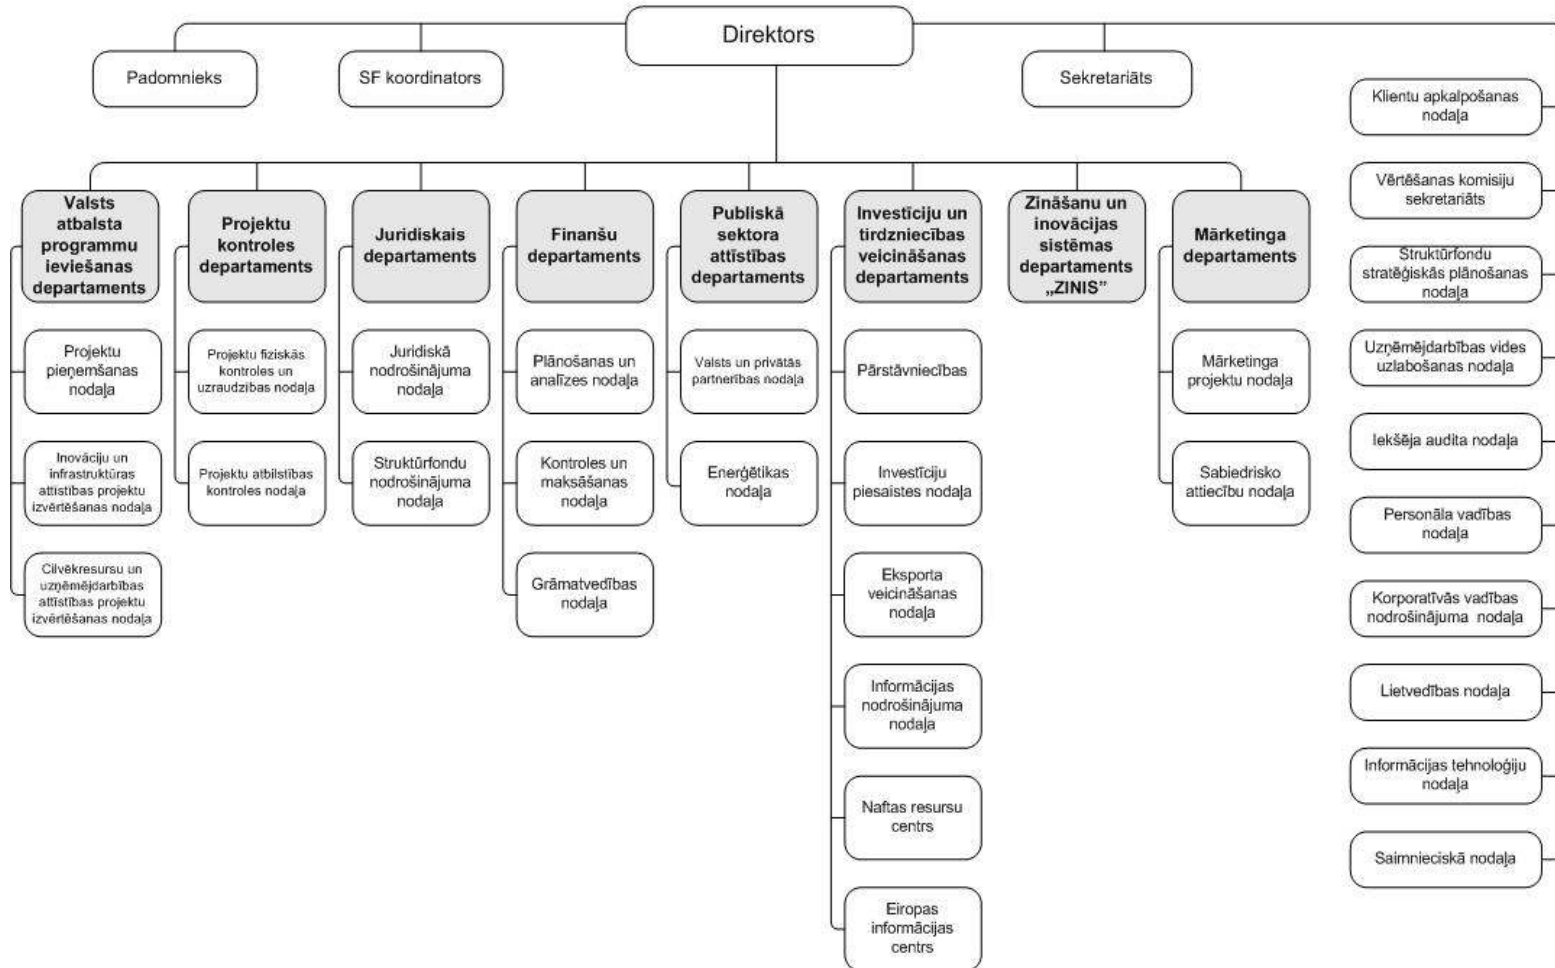 Direktors
Padomnieks
SF koordinators
Sekretariāts
Valsts
atbalsta
programmu
ieviešanas
departaments
Projektu
pieņemšanas
nodaļa
Inovāciju un
infrastruktūras
attīstības projektu
izvērtēšanas nodaļa
Cilvēkresursu un
uzņēmējdarbības
attīstības projektu
izvērtēšanas nodaļa
Projektu
kontroles
departaments
Projektu fiziskās
kontroles un
uzraudzības nodaļa
Projektu atbilstības
kontroles nodaļa
Juridiskais
departaments
Juridiskā
nodrošinājuma
nodaļa
Struktūrfondu
nodrošinājuma
nodaļa
Finanšu
departaments
Plānošanas un
analīzes nodaļa
Kontroles un
maksāšanas
nodaļa
Grāmatvedības
nodaļa
Publiskā
sektora
attīstības
departaments
Valsts un privātās
partnerības nodaļa
Enerģētikas
nodaļa
Investīciju un
tirdzniecības
veicināšanas
departaments
Pārstāvniecības
Investīciju
piesaistes nodaļa
Eksporta
veicināšanas
nodaļa
Informācijas
nodrošinājuma
nodaļa
Naftas resursu
centrs
Eiropas
informācijas
centrs
Zināšanu un
inovācijas
sistēmas
departaments
„ZINIS”
Mārketinga
departaments
Mārketinga
projektu nodaļa
Sabiedrisko
attiecību nodaļa
Klientu apkalpošanas
nodaļa
Vērtēšanas komisiju
sekretariāts
Struktūrfondu
stratēģiskās plānošanas
nodaļa
Uzņēmējdarbības vides
uzlabošanas nodaļa
Iekšēja audita nodaļa
Personāla vadības
nodaļa
Korporatīvās vadības
nodrošinājuma nodaļa
Lietvedības nodaļa
Informācijas tehnoloģiju
nodaļa
Saimnieciskā nodaļa